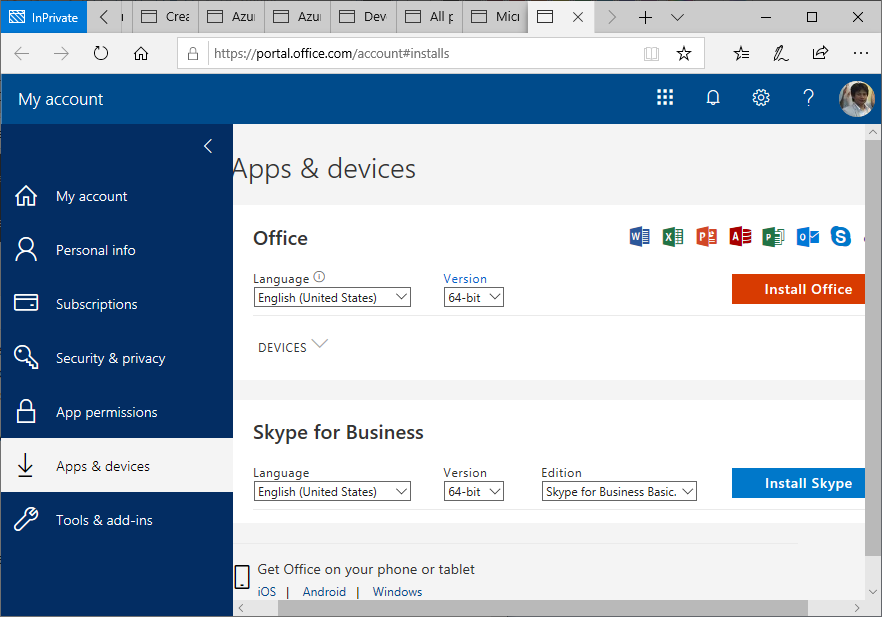 InPrivate
Crea
Azu
Azu
Dev
All p
Micr
https://portal.office.com/account#installs
My account
?
Apps & devices
My account
Personal info
Subscriptions
Security & privacy
App permissions
Apps & devices
Tools & add-ins
Office
Language
Version
English (United States)
64-bit
Install Office
DEVICES
Skype for Business
Language
Version
Edition
English (United States)
64-bit
Skype for Business Basic.
Install Skype
Get Office on your phone or tablet
iOS | Android | Windows